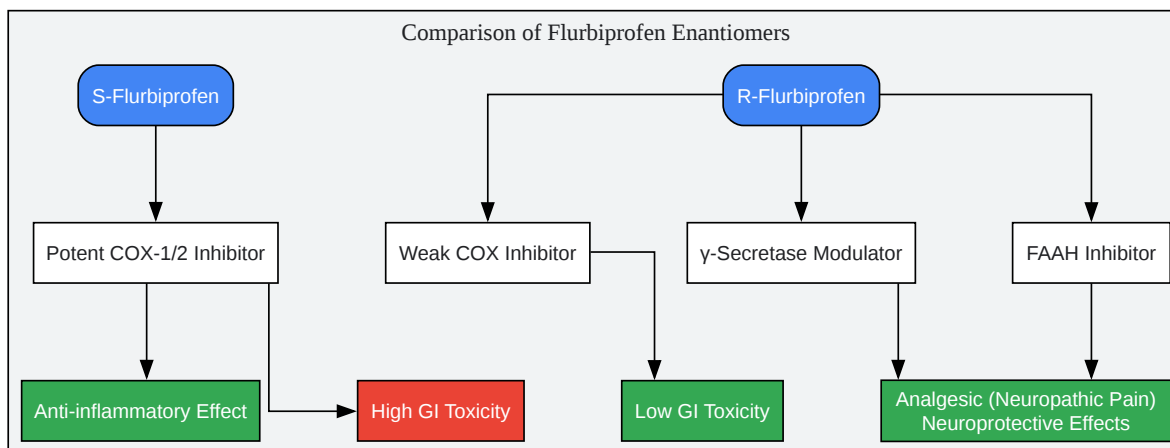 Comparison of Flurbiprofen Enantiomers
S-Flurbiprofen
R-Flurbiprofen
Potent COX-1/2 Inhibitor
Weak COX Inhibitor
γ-Secretase Modulator
FAAH Inhibitor
Anti-inflammatory Effect
High GI Toxicity
Low GI Toxicity
Analgesic (Neuropathic Pain)
Neuroprotective Effects